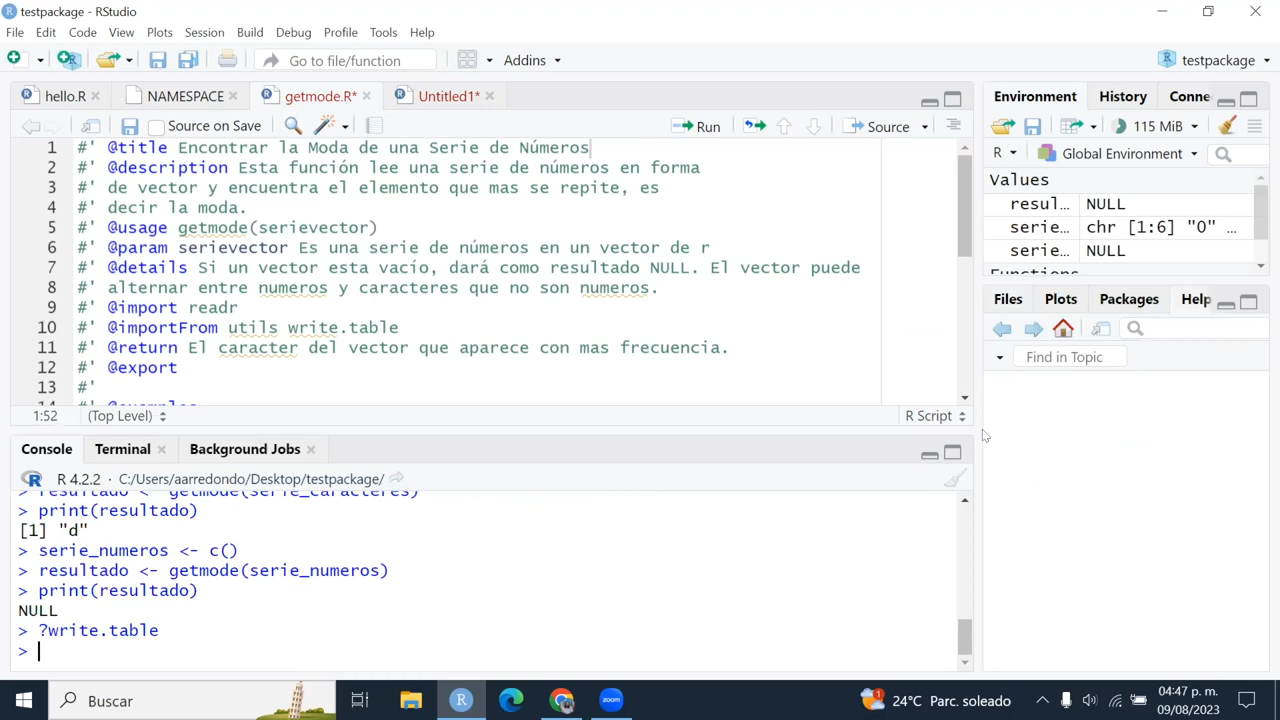 testpackage - RStudio
File Edit Code View Plots Session Build Debug Profile Tools Help
Go to file/function Addins testpackage
hello.R NAMESPACE getmode.R* Untitled1*
Source on Save Run Source
1 #' @title Encontrar la Moda de una Serie de Números
2 #' @description Esta función lee una serie de números en forma
3 #' de vector y encuentra el elemento que mas se repite, es
4 #' decir la moda.
5 #' @usage getmode(serievector)
6 #' @param serievector Es una serie de números en un vector de r
7 #' @details Si un vector esta vacío, dará como resultado NULL. El vector puede
8 #' alternar entre numeros y caracteres que no son numeros.
9 #' @import readr
10 #' @importFrom utils write.table
11 #' @return El caracter del vector que aparece con mas frecuencia.
12 #' @export
13 #'
1:52 (Top Level) R Script
Console Terminal Background Jobs
R 4.2.2 · C:/Users/aarredondo/Desktop/testpackage/
> resultado <- getmode(serie_caracteres)
> print(resultado)
[1] "d"
> serie_numeros <- c()
> resultado <- getmode(serie_numeros)
> print(resultado)
NULL
> ?write.table
>
Environment History Conne
115 MiB
R Global Environment
Values
resul… NULL
serie… chr [1:6] "0" …
serie… NULL
Functions
Files Plots Packages Help
Find in Topic
Buscar
24°C Parc. soleado
04:47 p. m.
09/08/2023